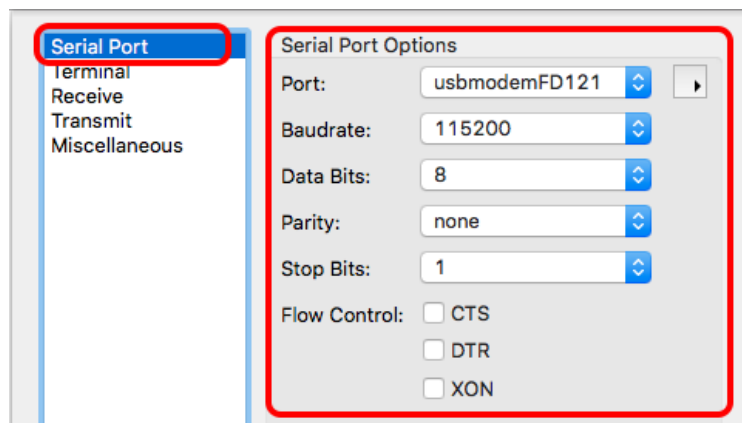 Serial Port
Terminal
Receive
Transmit
Miscellaneous
Serial Port Options
Port: usbmodemFD121
Baudrate: 115200
Data Bits: 8
Parity: none
Stop Bits: 1
Flow Control: CTS
DTR
XON